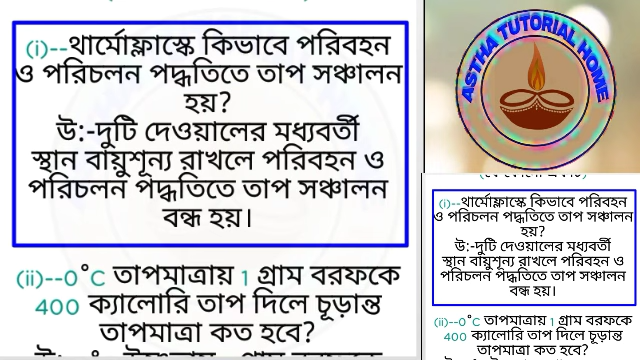 (i)--থার্মোফ্লাস্কে কিভাবে পরিবহন
ও পরিচলন পদ্ধতিতে তাপ সঞ্চালন
হয়?
উ:-দুটি দেওয়ালের মধ্যবর্তী
স্থান বায়ুশূন্য রাখলে পরিবহন ও
পরিচলন পদ্ধতিতে তাপ সঞ্চালন
বন্ধ হয়।
(ii)--0°C তাপমাত্রায় 1 গ্রাম বরফকে
400 ক্যালোরি তাপ দিলে চূড়ান্ত
তাপমাত্রা কত হবে?
ASTHA TUTORIAL HOME
(i)--থার্মোফ্লাস্কে কিভাবে পরিবহন
ও পরিচলন পদ্ধতিতে তাপ সঞ্চালন
হয়?
উ:-দুটি দেওয়ালের মধ্যবর্তী
স্থান বায়ুশূন্য রাখলে পরিবহন ও
পরিচলন পদ্ধতিতে তাপ সঞ্চালন
বন্ধ হয়।
(ii)--0°C তাপমাত্রায় 1 গ্রাম বরফকে
400 ক্যালোরি তাপ দিলে চূড়ান্ত
তাপমাত্রা কত হবে?